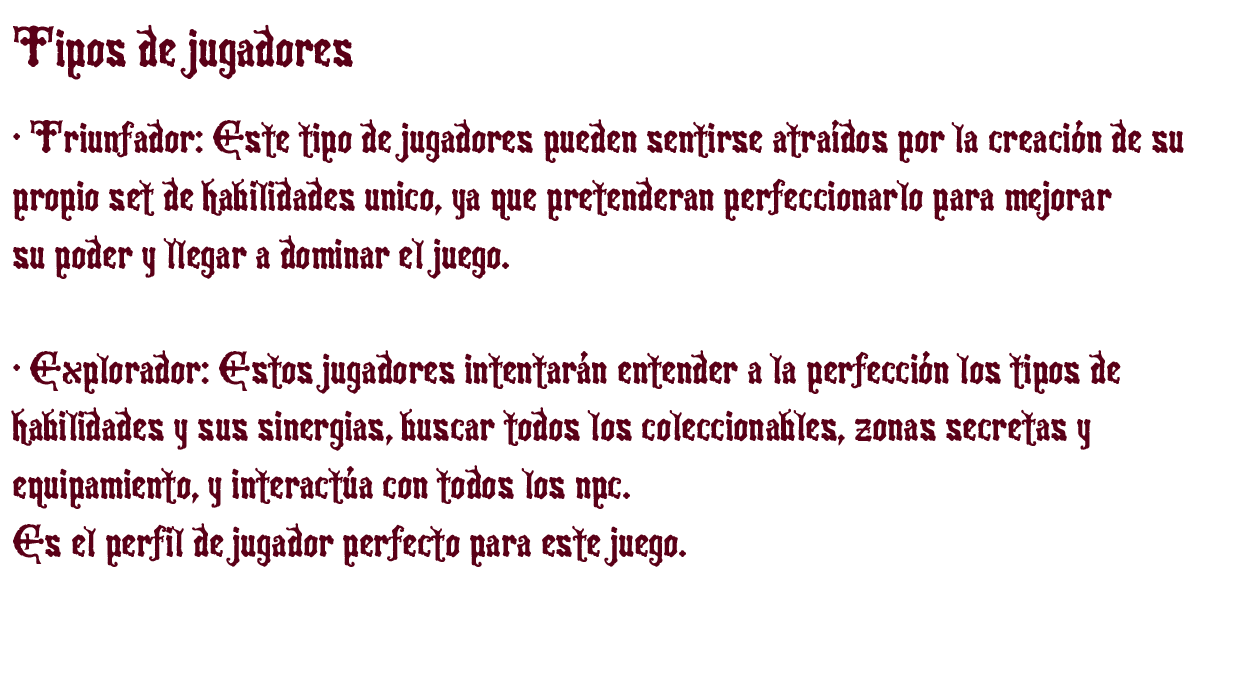 Tipos de jugadores
· Triunfador: Este tipo de jugadores pueden sentirse atraídos por la creación de su
propio set de habilidades unico, ya que pretenderan perfeccionarlo para mejorar
su poder y llegar a dominar el juego.
· Explorador: Estos jugadores intentarán entender a la perfección los tipos de
habilidades y sus sinergias, buscar todos los coleccionables, zonas secretas y
equipamiento, y interactúa con todos los npc.
Es el perfil de jugador perfecto para este juego.